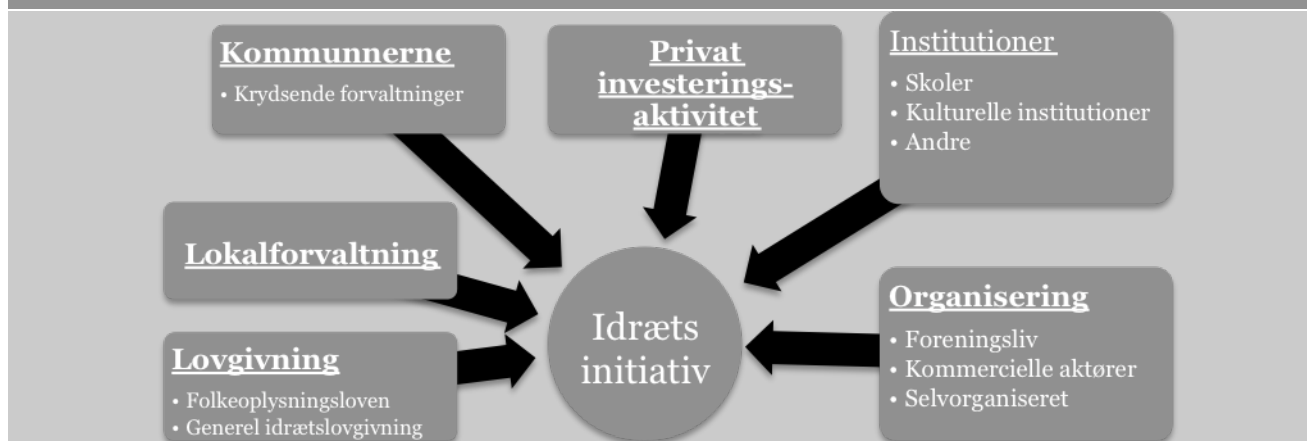 Kommunnerne
• Krydsende forvaltninger
Privat
investerings-
aktivitet
Institutioner
• Skoler
• Kulturelle institutioner
• Andre
Lokalforvaltning
Lovgivning
• Folkeoplysningsloven
• Generel idrætslovgivning
Idræts
initiativ
Organisering
• Foreningsliv
• Kommercielle aktører
• Selvorganiseret